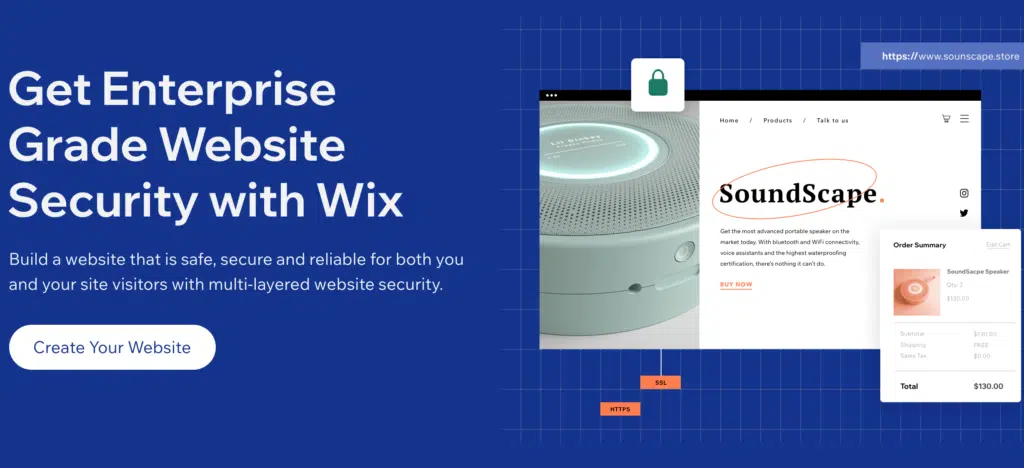 Get Enterprise
Grade Website
Security with Wix
Build a website that is safe, secure and reliable for both you
and your site visitors with multi-layered website security.
Create Your Website
https://www.sounscape.store
Home / Products / Talk to us
SoundScape.
Get the most advanced portable speaker on the
market today. With bluetooth and WiFi connectivity,
voice assistants and the highest waterproofing
certification, there's nothing it can't do.
BUY NOW
Order Summary
Edit Cart
SoundSacpe Speaker
Qty: 2
$130.00
Subtotal $130.00
Shipping FREE
Sales Tax $0.00
Total $130.00
SSL
HTTPS